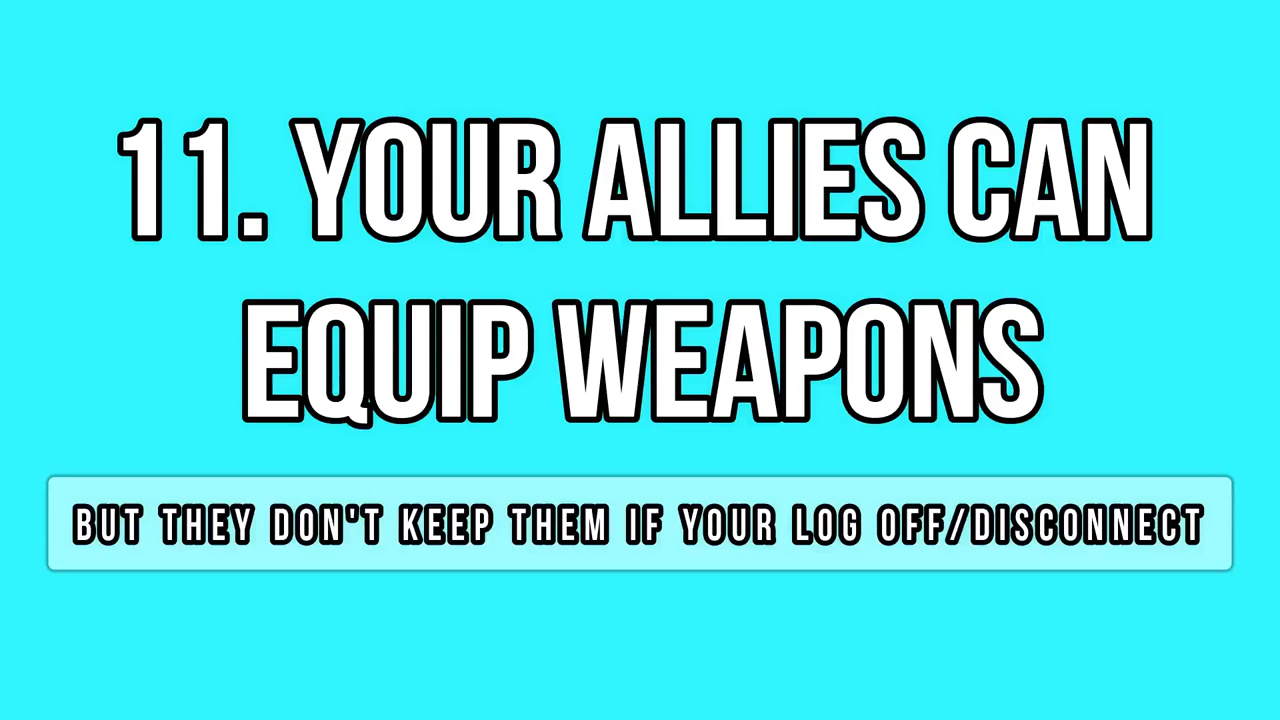 11. YOUR ALLIES CAN
EQUIP WEAPONS
BUT THEY DON'T KEEP THEM IF YOUR LOG OFF/DISCONNECT